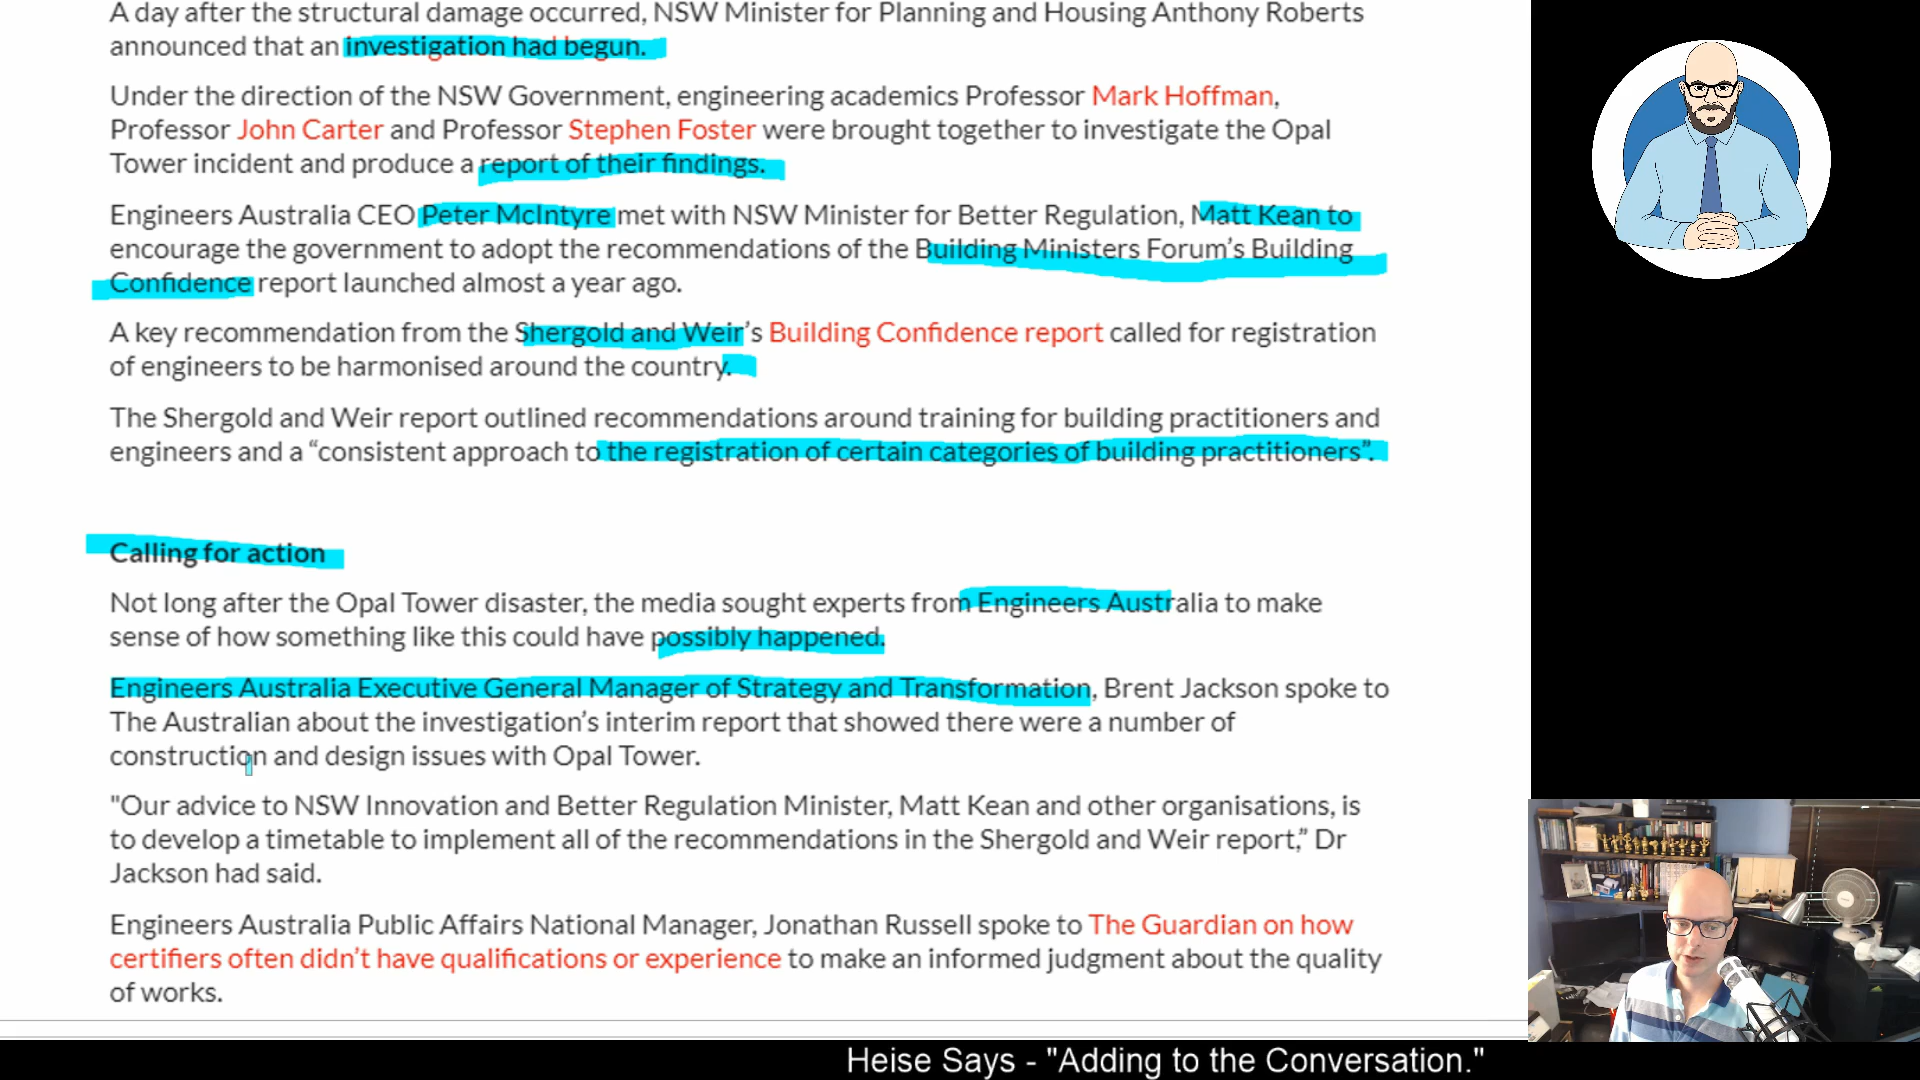 A day after the structural damage occurred, NSW Minister for Planning and Housing Anthony Roberts
announced that an investigation had begun.
Under the direction of the NSW Government, engineering academics Professor Mark Hoffman,
Professor John Carter and Professor Stephen Foster were brought together to investigate the Opal
Tower incident and produce a report of their findings.
Engineers Australia CEO Peter McIntyre met with NSW Minister for Better Regulation, Matt Kean to
encourage the government to adopt the recommendations of the Building Ministers Forum's Building
Confidence report launched almost a year ago.
A key recommendation from the Shergold and Weir's Building Confidence report called for registration
of engineers to be harmonised around the country.
The Shergold and Weir report outlined recommendations around training for building practitioners and
engineers and a “consistent approach to the registration of certain categories of building practitioners”.
Calling for action
Not long after the Opal Tower disaster, the media sought experts from Engineers Australia to make
sense of how something like this could have possibly happened.
Engineers Australia Executive General Manager of Strategy and Transformation, Brent Jackson spoke to
The Australian about the investigation's interim report that showed there were a number of
construction and design issues with Opal Tower.
"Our advice to NSW Innovation and Better Regulation Minister, Matt Kean and other organisations, is
to develop a timetable to implement all of the recommendations in the Shergold and Weir report,” Dr
Jackson had said.
Engineers Australia Public Affairs National Manager, Jonathan Russell spoke to The Guardian on how
certifiers often didn't have qualifications or experience to make an informed judgment about the quality
of works.
Heise Says - "Adding to the Conversation."